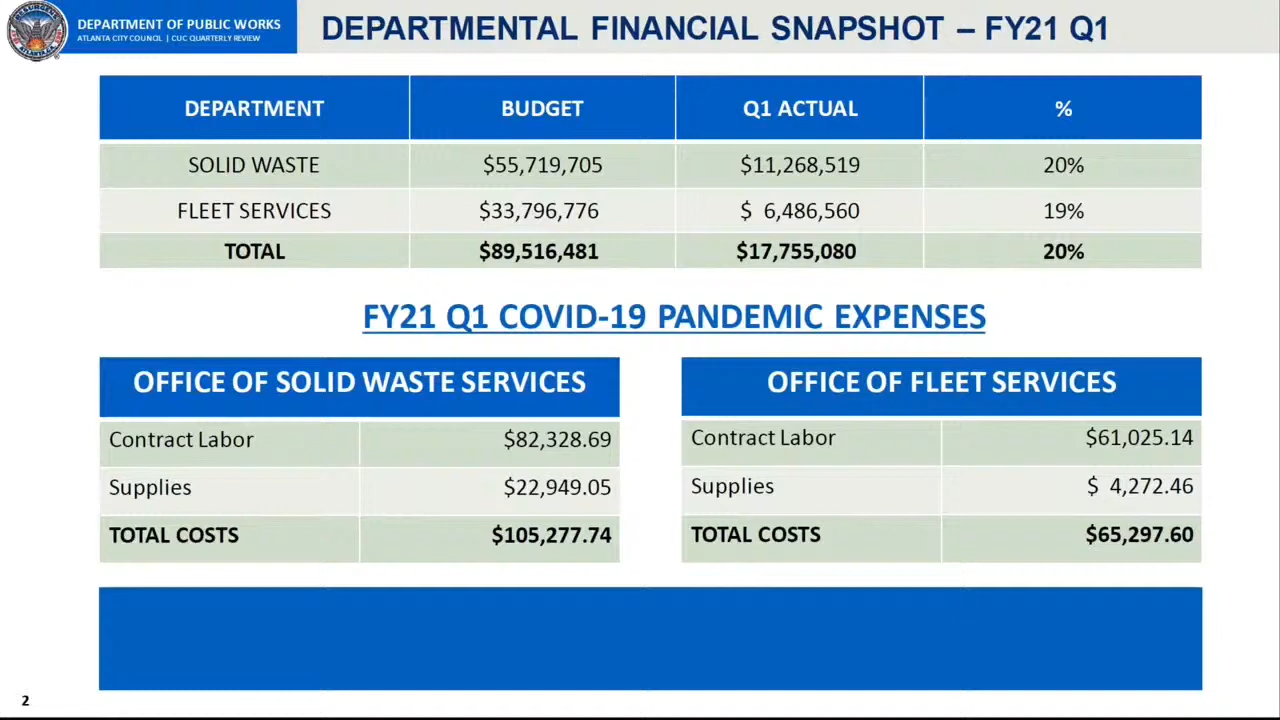 DEPARTMENT OF PUBLIC WORKS
ATLANTA CITY COUNCIL | CUC QUARTERLY REVIEW
DEPARTMENTAL FINANCIAL SNAPSHOT – FY21 Q1
DEPARTMENT BUDGET Q1 ACTUAL %
SOLID WASTE $55,719,705 $11,268,519 20%
FLEET SERVICES $33,796,776 $ 6,486,560 19%
TOTAL $89,516,481 $17,755,080 20%
FY21 Q1 COVID-19 PANDEMIC EXPENSES
OFFICE OF SOLID WASTE SERVICES
Contract Labor $82,328.69
Supplies $22,949.05
TOTAL COSTS $105,277.74
OFFICE OF FLEET SERVICES
Contract Labor $61,025.14
Supplies $ 4,272.46
TOTAL COSTS $65,297.60
2